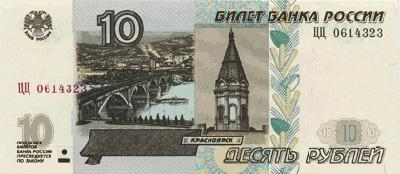 10
БИЛЕТ БАНКА РОССИИ
ЦЦ 0614323
ЦЦ 0614323
КРАСНОЯРСК
10
ПОДДЕЛКА
БИЛЕТОВ
БАНКА РОССИИ
ПРЕСЛЕДУЕТСЯ
ПО ЗАКОНУ
10
ДЕСЯТЬ РУБЛЕЙ